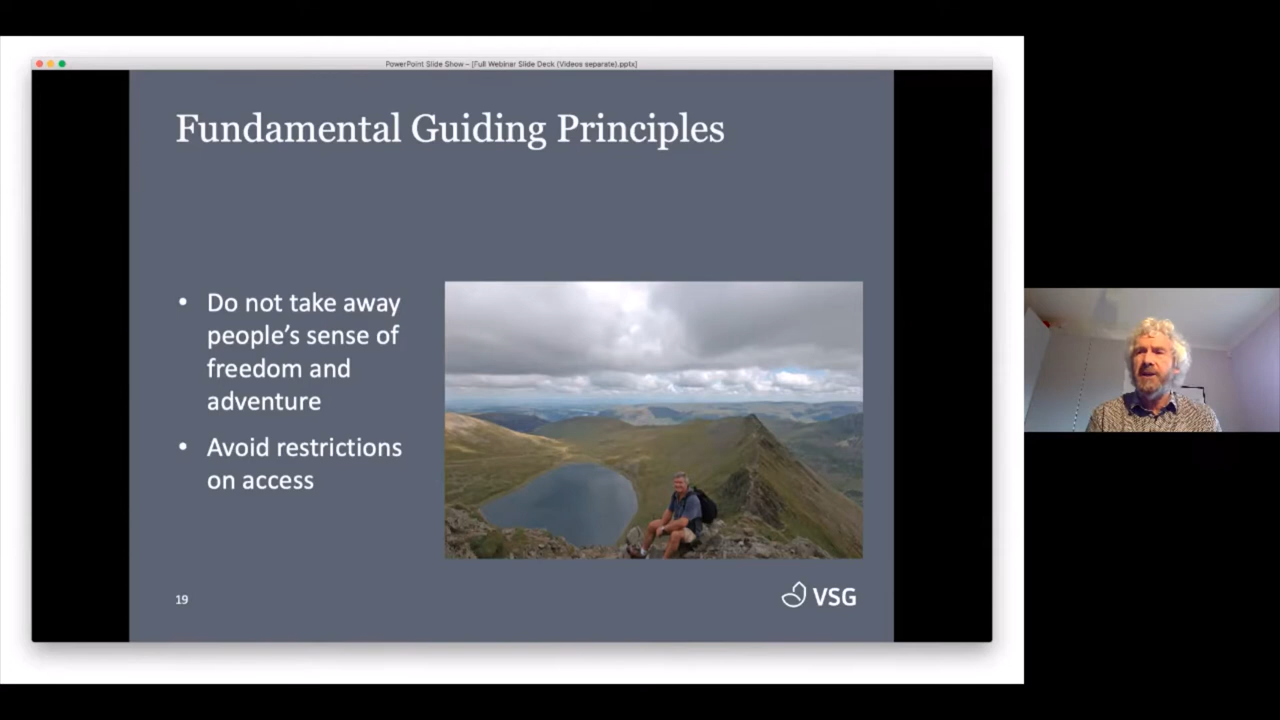 PowerPoint Slide Show – [Full Webinar Slide Deck (Videos separate).pptx]
Fundamental Guiding Principles
• Do not take away
people’s sense of
freedom and
adventure
• Avoid restrictions
on access
19
VSG